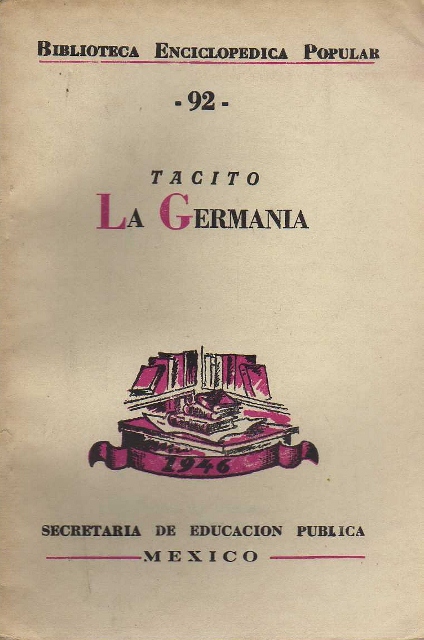 BIBLIOTECA ENCICLOPEDICA POPULAR
- 92 -
TACITO
LA GERMANIA
1946
SECRETARIA DE EDUCACION PUBLICA
MEXICO